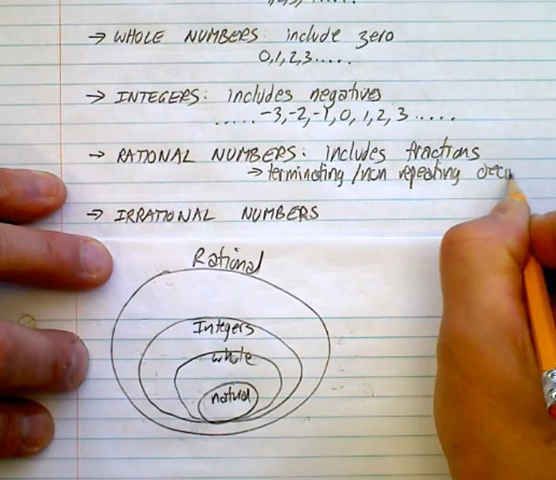 → WHOLE NUMBERS: include zero
0,1,2,3.....
→ INTEGERS: includes negatives
..... -3,-2,-1,0,1,2,3.....
→ RATIONAL NUMBERS: includes fractions
→ terminating/non repeating deci
→ IRRATIONAL NUMBERS
Rational
Integers
whole
natural